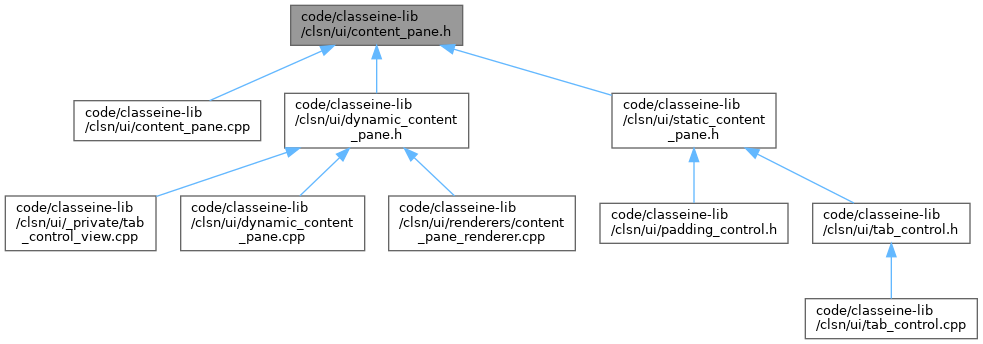 code/classeine-lib
/clsn/ui/content_pane.h
code/classeine-lib
/clsn/ui/content_pane.cpp
code/classeine-lib
/clsn/ui/dynamic_content
_pane.h
code/classeine-lib
/clsn/ui/static_content
_pane.h
code/classeine-lib
/clsn/ui/_private/tab
_control_view.cpp
code/classeine-lib
/clsn/ui/dynamic_content
_pane.cpp
code/classeine-lib
/clsn/ui/renderers/content
_pane_renderer.cpp
code/classeine-lib
/clsn/ui/padding_control.h
code/classeine-lib
/clsn/ui/tab_control.h
code/classeine-lib
/clsn/ui/tab_control.cpp